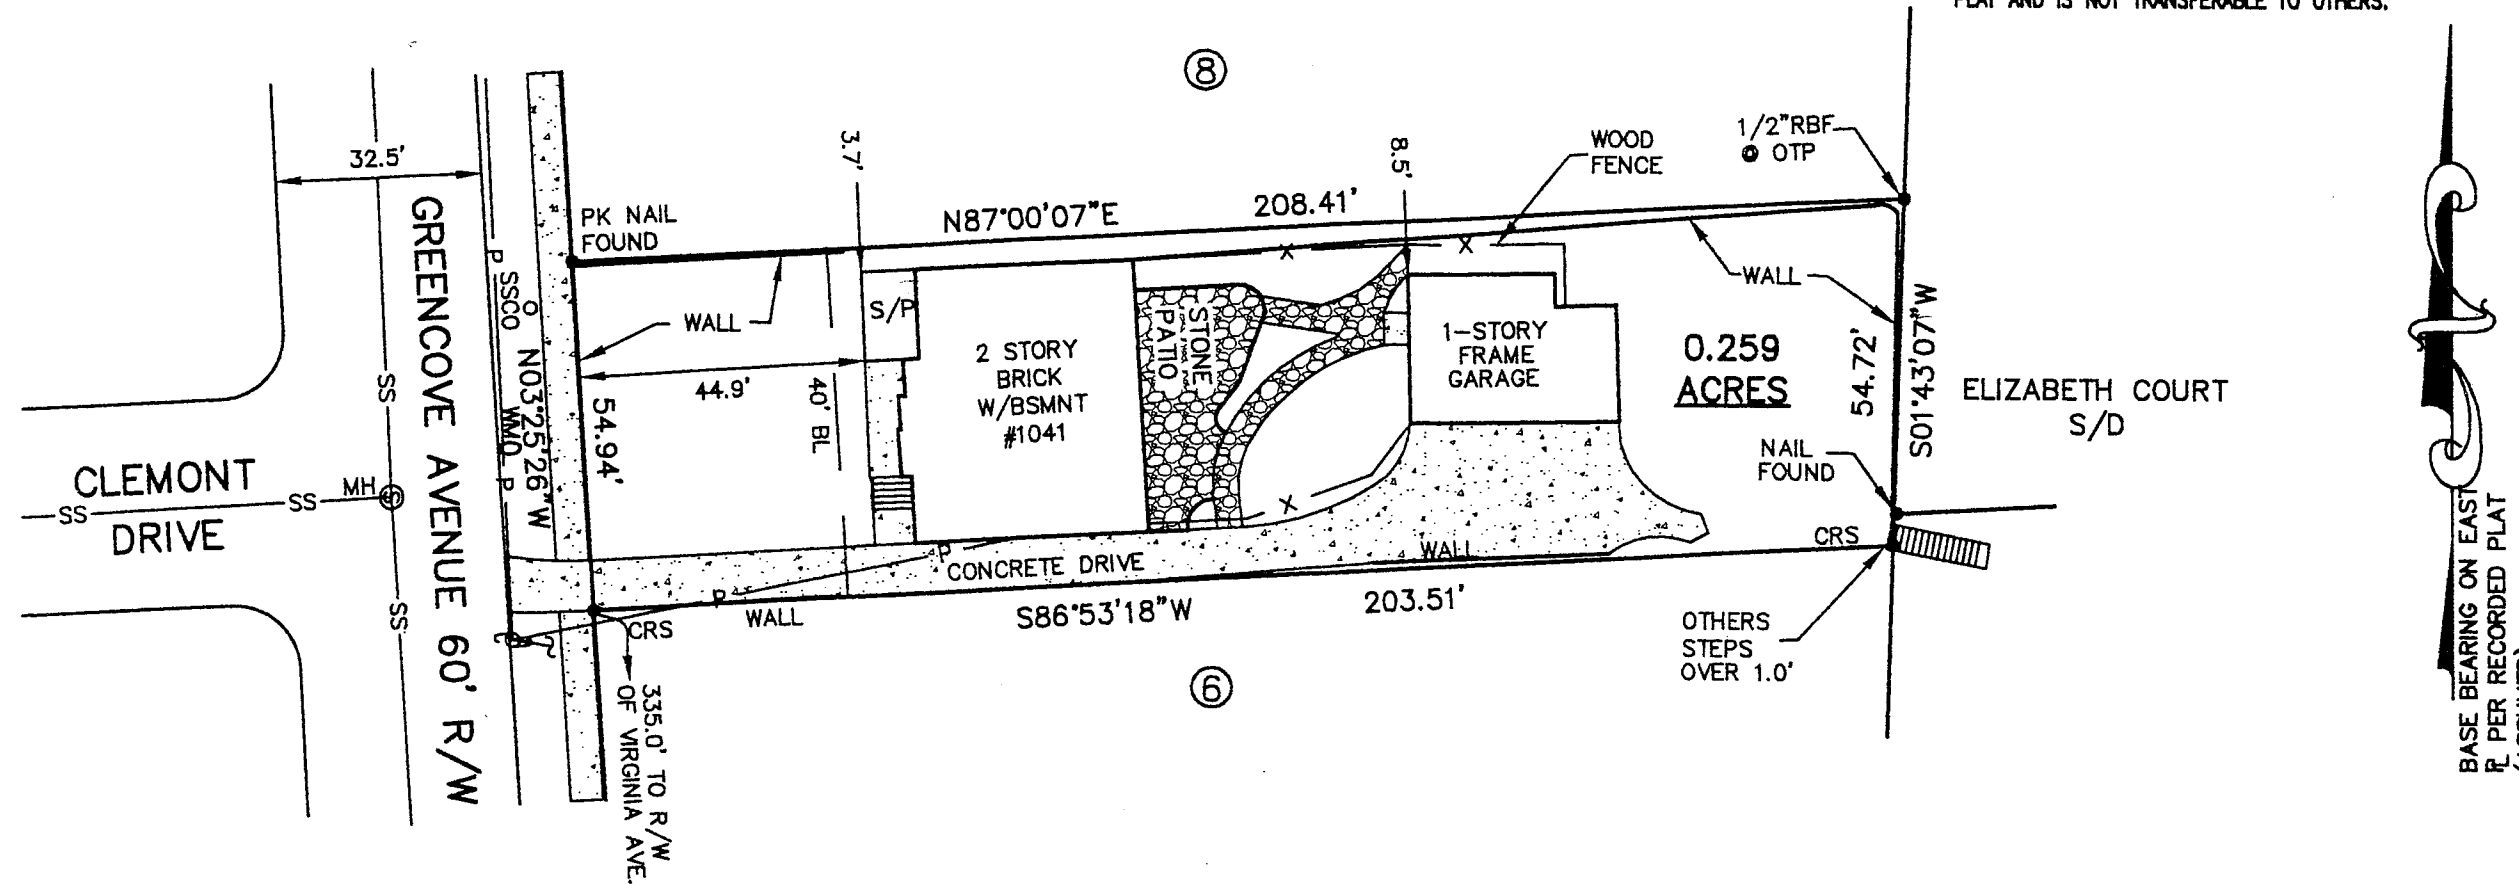 PLAT AND IS NOT TRANSFERABLE TO OTHERS.
8
32.5'
3.7'
8.5'
WOOD
FENCE
1/2"RBF
OTP
PK NAIL
FOUND
N87°00'07"E
208.41'
GREENCOVE AVENUE 60' R/W
P
SSCO
O
WMO
P
N03°25'26"W
54.94'
WALL
S/P
44.9'
40' BL
2 STORY
BRICK
W/BSMNT
#1041
STONE
PATIO
X
X
X
1-STORY
FRAME
GARAGE
WALL
0.259
ACRES
54.72'
S01°43'07"W
ELIZABETH COURT
S/D
NAIL
FOUND
CLEMONT
DRIVE
SS
SS
MH
S
SS
SS
CRS
WALL
P
CONCRETE DRIVE
P
WALL
CRS
S86°53'18"W
203.51'
335.0' TO R/W
OF VIRGINIA AVE.
6
OTHERS
STEPS
OVER 1.0'
BASE BEARING ON EAST
PL PER RECORDED PLAT